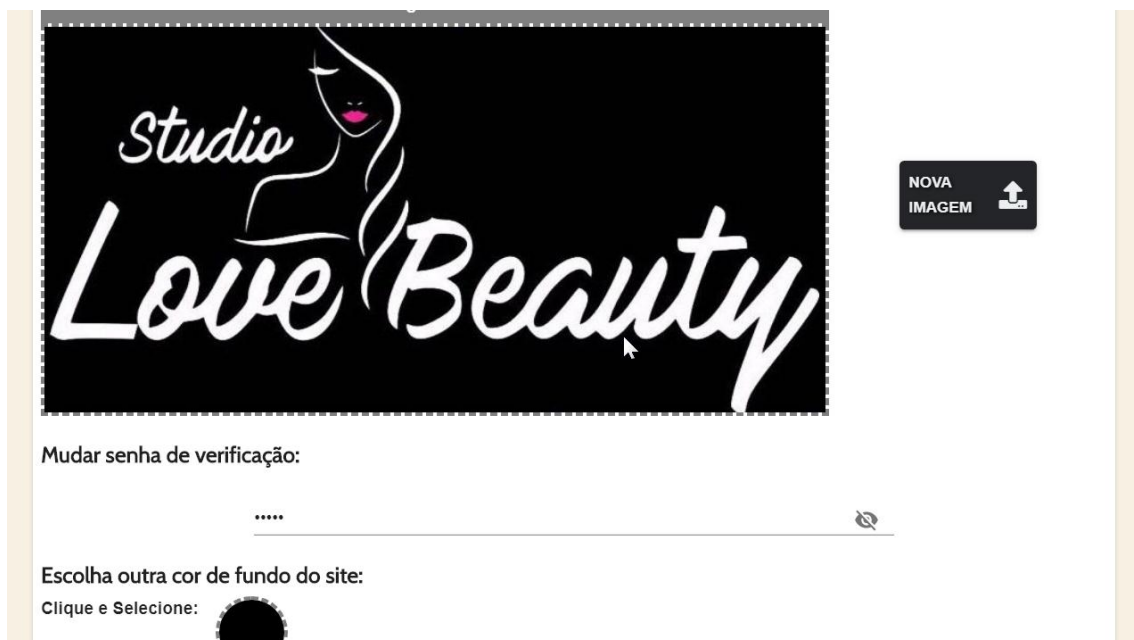 Studio
Love Beauty
NOVA
IMAGEM
Mudar senha de verificação:
•••••
Escolha outra cor de fundo do site:
Clique e Selecione: